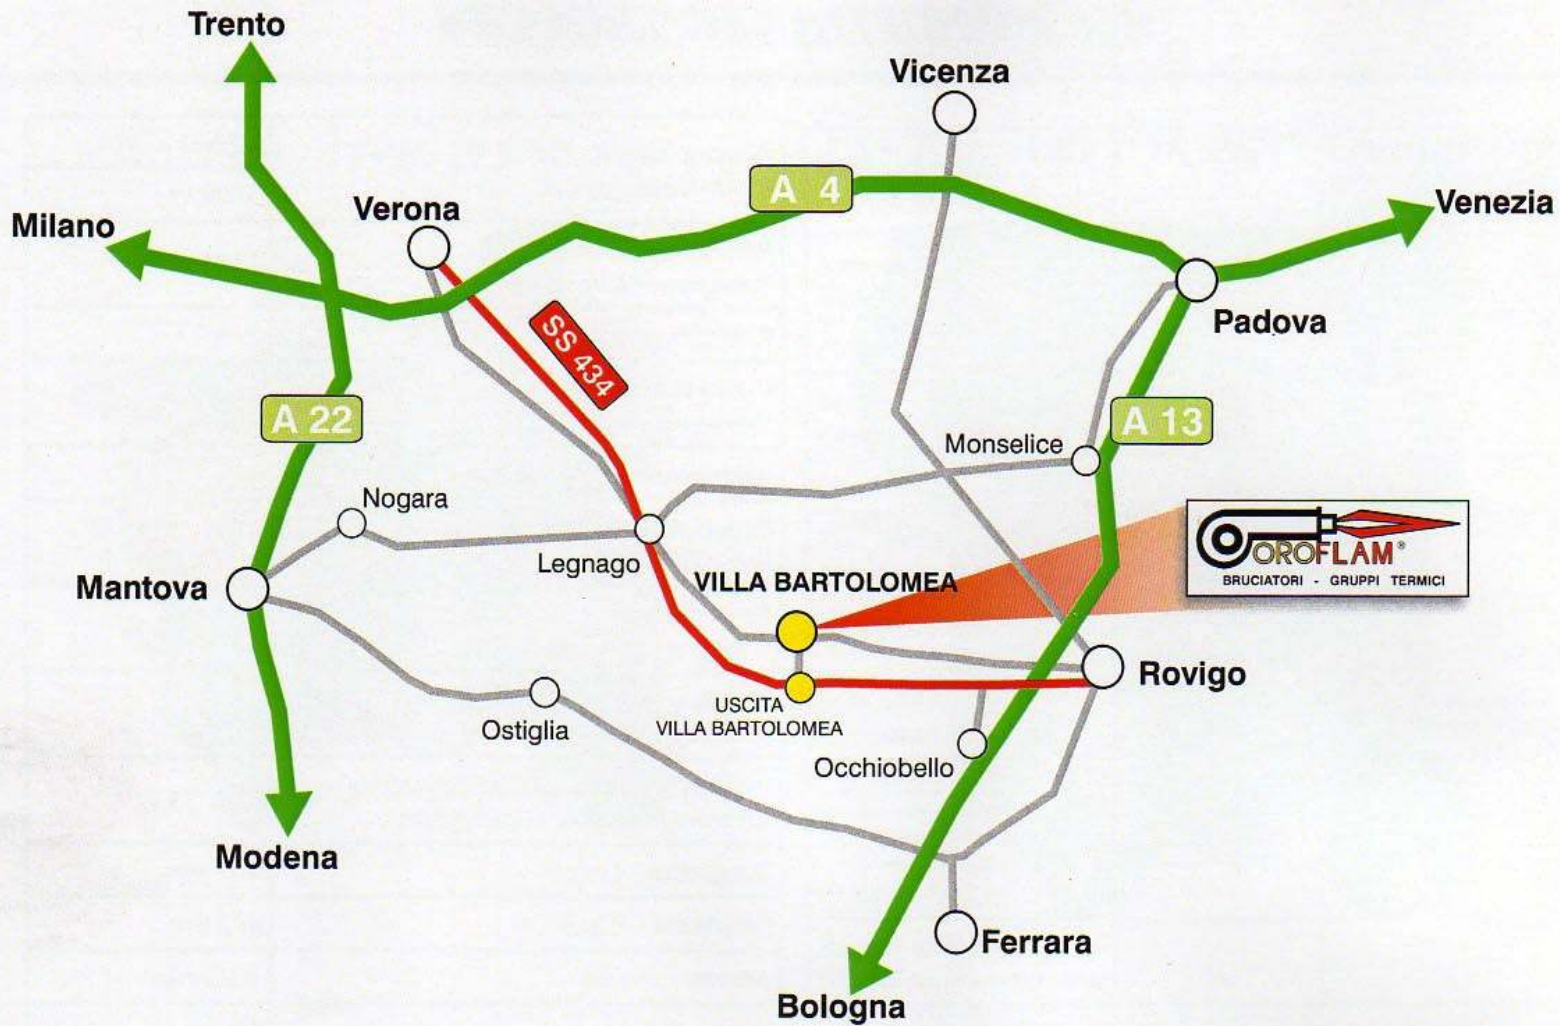 Trento
Vicenza
Milano
Verona
A 4
Venezia
SS 434
Padova
A 22
A 13
Monselice
Nogara
Legnago
OROFLAM®
BRUCIATORI - GRUPPI TERMICI
Mantova
VILLA BARTOLOMEA
Rovigo
USCITA
VILLA BARTOLOMEA
Ostiglia
Occhiobello
Modena
Ferrara
Bologna